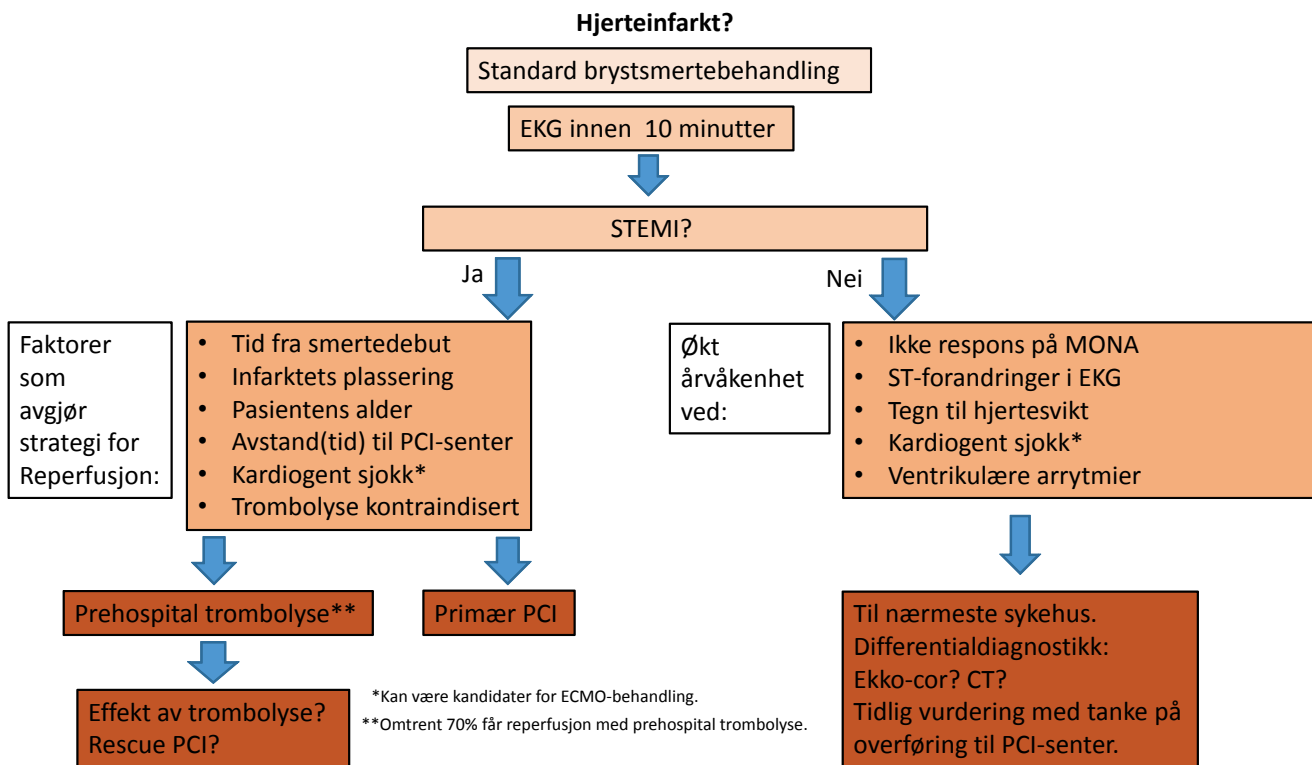 Hjerteinfarkt?
Standard brystsmertebehandling
EKG innen 10 minutter
STEMI?
Ja
Nei
Faktorer
som
avgjør
strategi for
Reperfusjon:
• Tid fra smertedebut
• Infarktets plassering
• Pasientens alder
• Avstand(tid) til PCI-senter
• Kardiogent sjokk*
• Trombolyse kontraindisert
Økt
årvåkenhet
ved:
• Ikke respons på MONA
• ST-forandringer i EKG
• Tegn til hjertesvikt
• Kardiogent sjokk*
• Ventrikulære arrytmier
Prehospital trombolyse**
Primær PCI
Effekt av trombolyse?
Rescue PCI?
*Kan være kandidater for ECMO-behandling.
**Omtrent 70% får reperfusjon med prehospital trombolyse.
Til nærmeste sykehus.
Differentialdiagnostikk:
Ekko-cor? CT?
Tidlig vurdering med tanke på
overføring til PCI-senter.